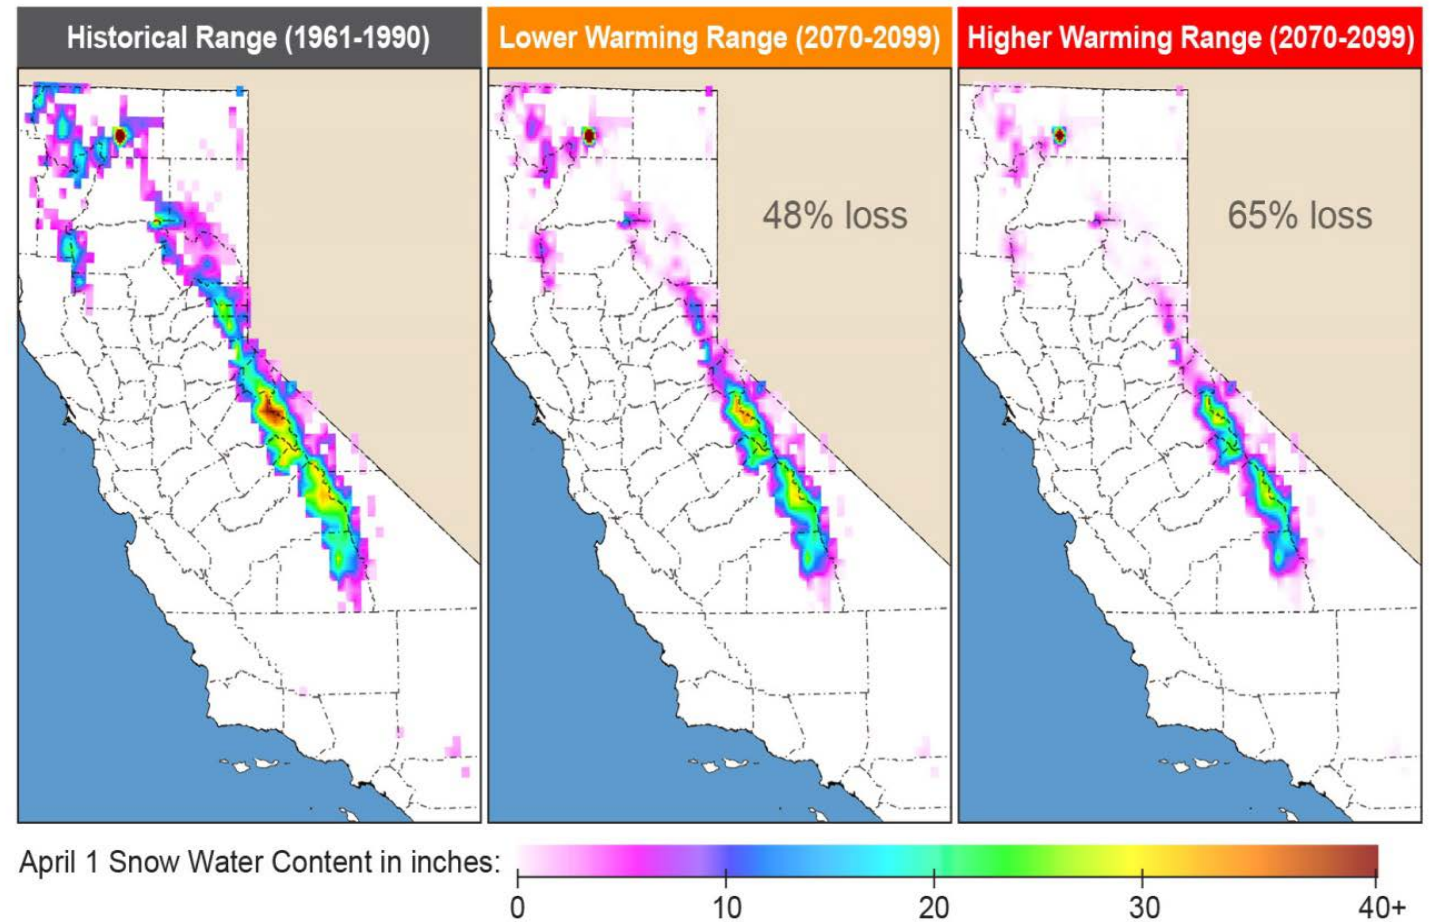 Historical Range (1961-1990)
Lower Warming Range (2070-2099)
Higher Warming Range (2070-2099)
48% loss
65% loss
April 1 Snow Water Content in inches:
0 10 20 30 40+